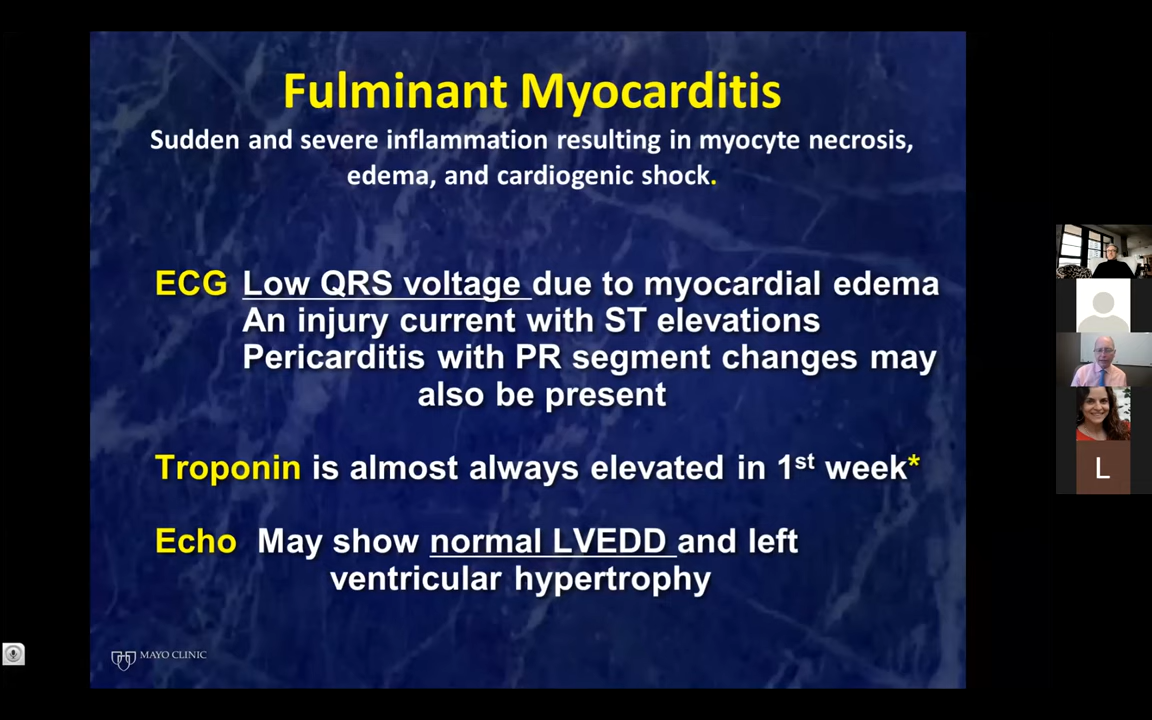 Fulminant Myocarditis
Sudden and severe inflammation resulting in myocyte necrosis,
edema, and cardiogenic shock.
ECG Low QRS voltage due to myocardial edema
An injury current with ST elevations
Pericarditis with PR segment changes may
also be present
Troponin is almost always elevated in 1st week*
Echo May show normal LVEDD and left
ventricular hypertrophy
MAYO CLINIC
L